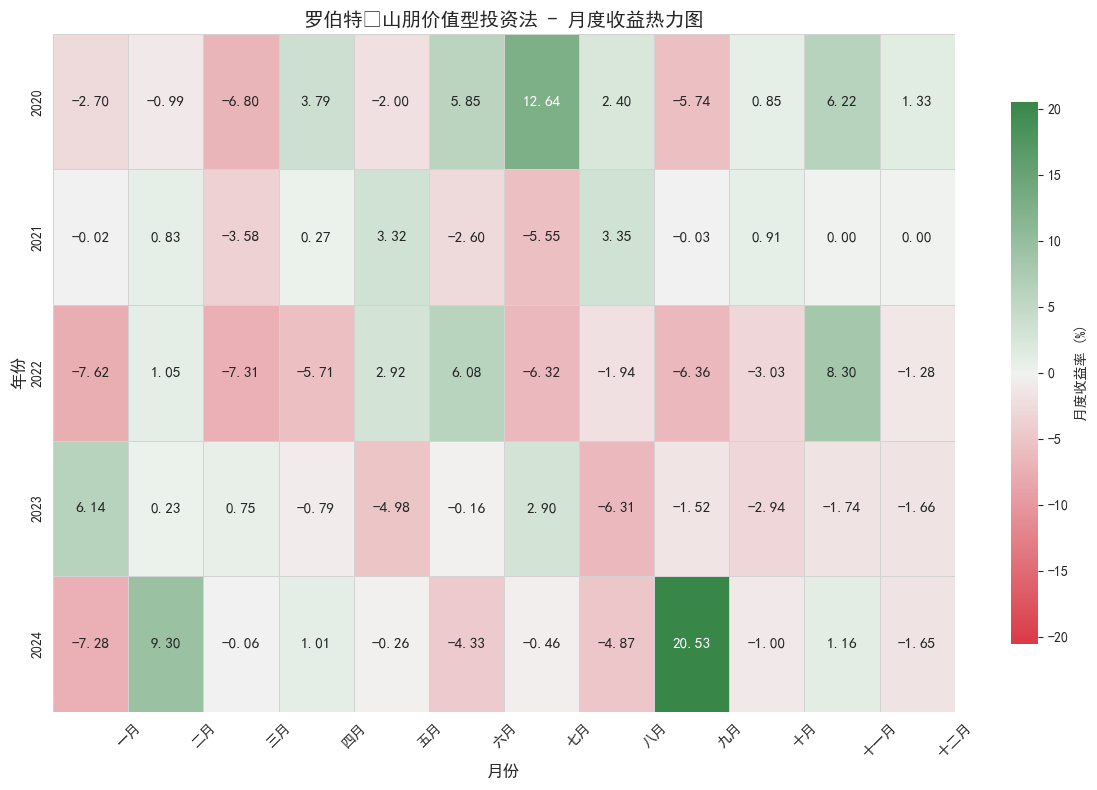 罗伯特□山朋价值型投资法 - 月度收益热力图
年份
2020 -2.70 -0.99 -6.80 3.79 -2.00 5.85 12.64 2.40 -5.74 0.85 6.22 1.33
2021 -0.02 0.83 -3.58 0.27 3.32 -2.60 -5.55 3.35 -0.03 0.91 0.00 0.00
2022 -7.62 1.05 -7.31 -5.71 2.92 6.08 -6.32 -1.94 -6.36 -3.03 8.30 -1.28
2023 6.14 0.23 0.75 -0.79 -4.98 -0.16 2.90 -6.31 -1.52 -2.94 -1.74 -1.66
2024 -7.28 9.30 -0.06 1.01 -0.26 -4.33 -0.46 -4.87 20.53 -1.00 1.16 -1.65
一月 二月 三月 四月 五月 六月 七月 八月 九月 十月 十一月 十二月
月份
20
15
10
5
0
-5
-10
-15
-20
月度收益率 (%)